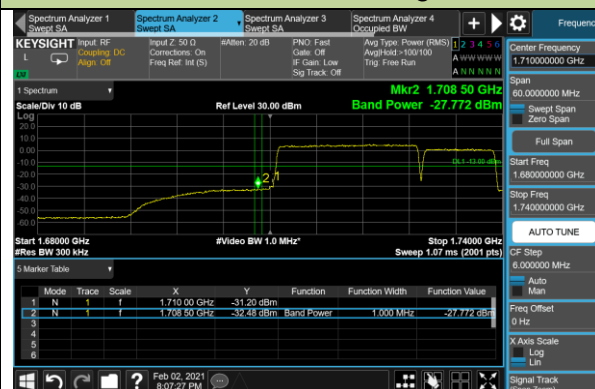 Spectrum Analyzer 1
Swept SA
Spectrum Analyzer 2
Swept SA
Spectrum Analyzer 3
Swept SA
Spectrum Analyzer 4
Occupied BW
Frequenc
KEYSIGHT
L
Input: RF
Coupling: DC
Align: Off
Input Z: 50 Ω
Corrections: On
Freq Ref: Int (S)
#Atten: 20 dB
PNO: Fast
Gate: Off
IF Gain: Low
Sig Track: Off
Avg Type: Power (RMS)
Avg|Hold:>100/100
Trig: Free Run
1 2 3 4 5 6
A W W W W W
A N N N N N
Center Frequency
1.710000000 GHz
Span
60.0000000 MHz
Swept Span
Zero Span
Full Span
Start Freq
1.680000000 GHz
Stop Freq
1.740000000 GHz
AUTO TUNE
CF Step
6.000000 MHz
Auto
Man
Freq Offset
0 Hz
X Axis Scale
Log
Lin
Signal Track
1 Spectrum
Scale/Div 10 dB
Ref Level 30.00 dBm
Mkr2 1.708 50 GHz
Band Power -27.772 dBm
Log
20.0
10.0
0.00
-10.0
-20.0
-30.0
-40.0
-50.0
-60.0
DL1 -13.00 dBm
2
Start 1.68000 GHz
#Res BW 300 kHz
#Video BW 1.0 MHz*
Stop 1.74000 GHz
Sweep 1.07 ms (2001 pts)
5 Marker Table
Mode Trace Scale X Y Function Function Width Function Value
1 N 1 f 1.710 00 GHz -31.20 dBm
2 N 1 f 1.708 50 GHz -32.48 dBm Band Power 1.000 MHz -27.772 dBm
3
4
5
6
?
Feb 02, 2021
8:07:27 PM